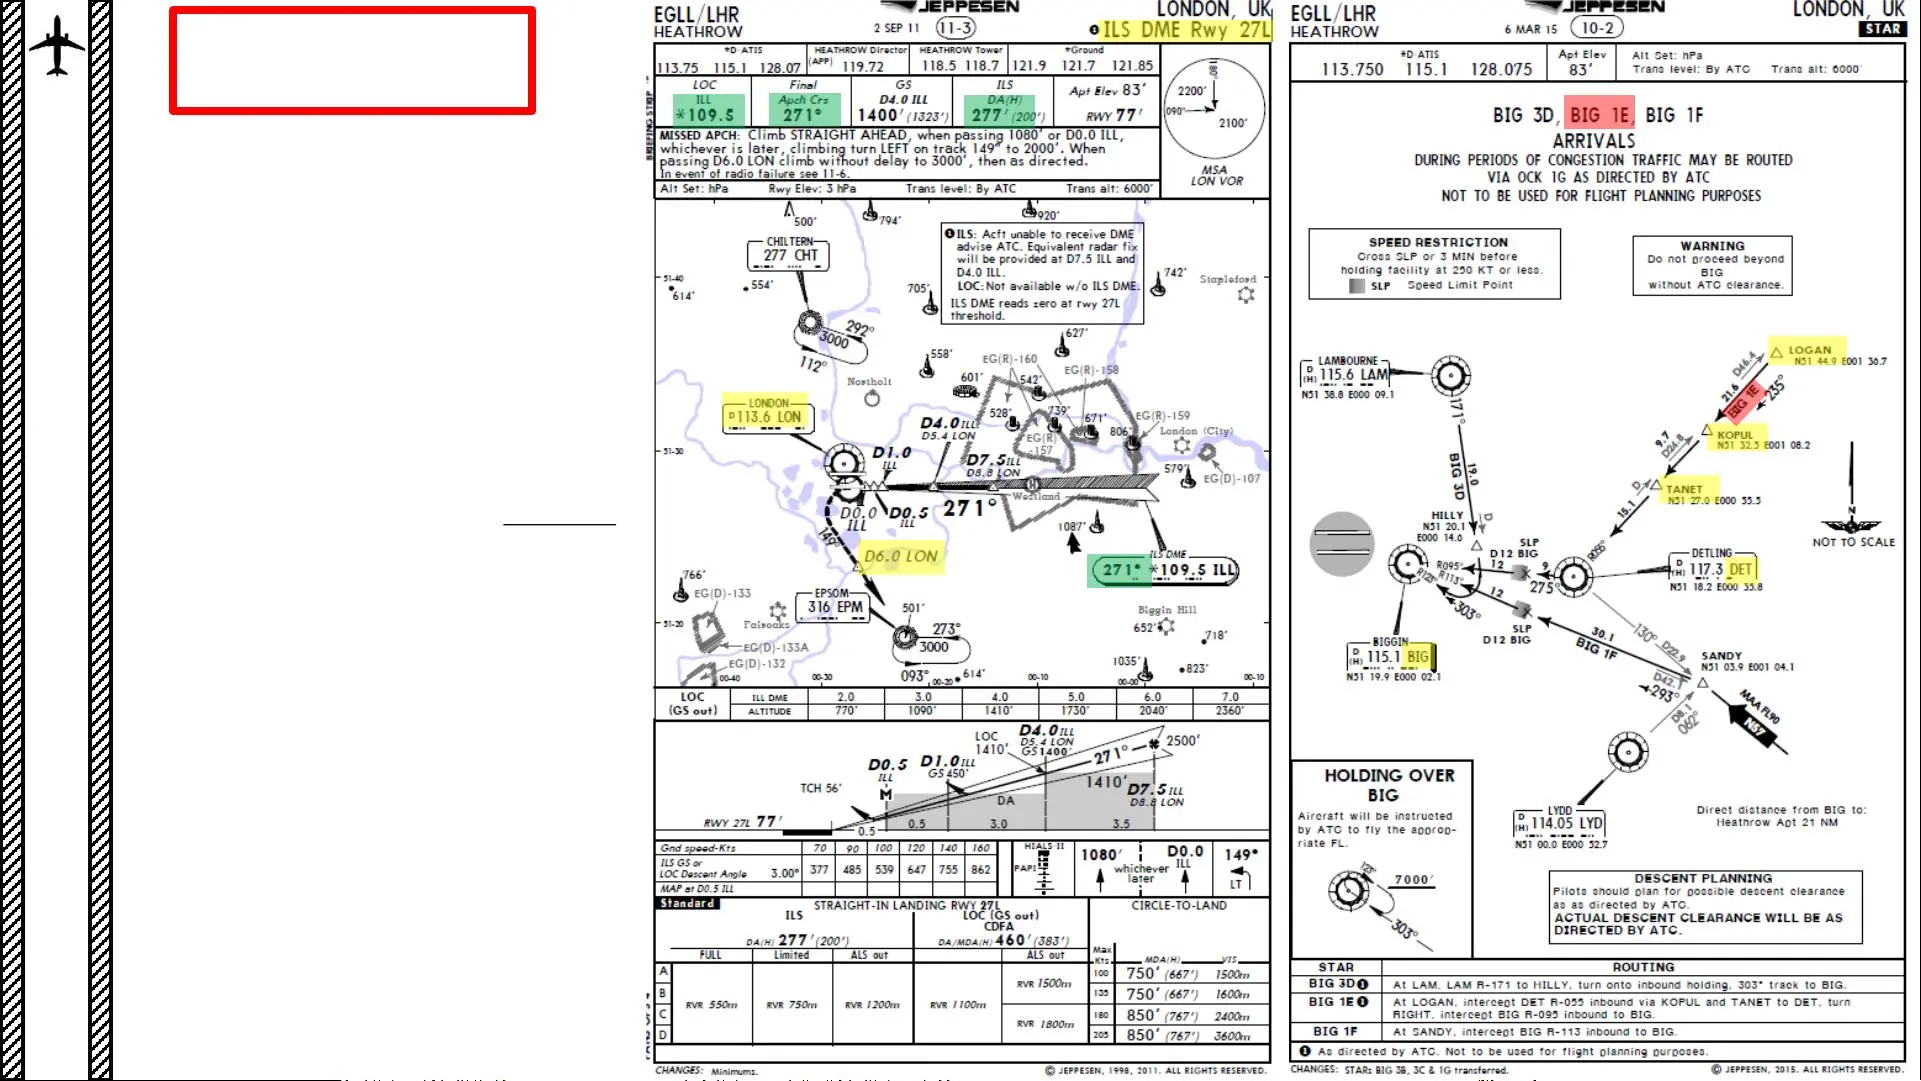 EGLL/LHR
HEATHROW
JEPPESEN
2 SEP 11 11-3
LONDON, UK
ILS DME Rwy 27L
*D-ATIS
113.75 115.1 128.07
HEATHROW Director (APP)
119.72
HEATHROW Tower
118.5 118.7 121.9
*Ground
121.7 121.85
LOC
ILL
*109.5
Final
Apch Crs
271°
GS
D4.0 ILL
1400' (1323')
ILS
DA(H)
277' (200')
Apt Elev 83'
RWY 77'
MISSED APCH: Climb STRAIGHT AHEAD, when passing 1080' or D0.0 ILL,
whichever is later, climbing turn LEFT on track 149° to 2000'. When
passing D6.0 LON climb without delay to 3000', then as directed.
In event of radio failure see 11-6.
Alt Set: hPa Rwy Elev: 3 hPa Trans level: By ATC Trans alt: 6000'
180°
2200'
090°
2100'
MSA
LON VOR
BRIEFING STRIP
500'
794'
920'
CHILTERN
277 CHT
ILS: Acft unable to receive DME
advise ATC. Equivalent radar fix
will be provided at D7.5 ILL and
D4.0 ILL.
LOC: Not available w/o ILS DME.
ILS DME reads zero at rwy 27L
threshold.
51-40
614'
554'
705'
742'
Stapleford
292°
3000
112°
558'
627'
EG(R)-160
EG(R)-158
Northolt
601'
542'
528'
739'
671'
EG(R)-159
806'
London (City)
EG(R)
-157
LONDON
D 113.6 LON
D4.0 ILL
D5.4 LON
51-30
D1.0
ILL
D7.5 ILL
D8.8 LON
579'
EG(D)-107
Westland
D0.0
ILL
D0.5
ILL
271°
1087'
149°
D6.0 LON
ILS DME
271° *109.5 ILL
766'
EG(D)-133
Fairoaks
EPSOM
316 EPM
501'
273°
3000
093°
Biggin Hill
652'
718'
51-20
EG(D)-133A
EG(D)-132
1035'
823'
614'
00-40 00-30 00-20 00-10 00-00 00-10
LOC
(GS out)
ILL DME 2.0 3.0 4.0 5.0 6.0 7.0
ALTITUDE 770' 1090' 1410' 1730' 2040' 2360'
D4.0 ILL
D5.4 LON
GS 1400'
LOC
1410'
2500'
271°
D0.5
ILL
D1.0 ILL
GS 450'
M
1410'
D7.5 ILL
D8.8 LON
TCH 56'
DA
RWY 27L 77'
0.5 0.5 3.0 3.5
Gnd speed-Kts 70 90 100 120 140 160
ILS GS or
LOC Descent Angle 3.00° 377 485 539 647 755 862
MAP at D0.5 ILL
HIALS-II
PAPI
1080'
whichever
later
D0.0
ILL
149°
LT
Standard
STRAIGHT-IN LANDING RWY 27L
CIRCLE-TO-LAND
ILS
LOC (GS out)
CDFA
DA(H) 277' (200')
DA/MDA(H) 460' (383')
FULL Limited ALS out ALS out
Max
Kts MDA(H) VIS
A
B
C
D
RVR 550m RVR 750m RVR 1200m RVR 1100m
RVR 1500m
RVR 1800m
100 750' (667') 1500m
135 750' (667') 1600m
180 850' (767') 2400m
205 850' (767') 3600m
CHANGES: Minimums.
© JEPPESEN, 1998, 2011. ALL RIGHTS RESERVED.
EGLL/LHR
HEATHROW
JEPPESEN
6 MAR 15 10-2
LONDON, UK
STAR
*D-ATIS
113.750 115.1 128.075
Apt Elev
83'
Alt Set: hPa
Trans level: By ATC Trans alt: 6000'
BIG 3D, BIG 1E, BIG 1F
ARRIVALS
DURING PERIODS OF CONGESTION TRAFFIC MAY BE ROUTED
VIA OCK 1G AS DIRECTED BY ATC
NOT TO BE USED FOR FLIGHT PLANNING PURPOSES
SPEED RESTRICTION
Cross SLP or 3 MIN before
holding facility at 250 KT or less.
SLP Speed Limit Point
WARNING
Do not proceed beyond
BIG
without ATC clearance.
LOGAN
N51 44.9 E001 36.7
D46.4
21.6
BIG 1E
235°
LAMBOURNE
D
(H) 115.6 LAM
N51 38.8 E000 09.1
171°
KOPUL
N51 32.5 E001 08.2
9.7
D24.8
TANET
N51 27.0 E000 55.5
D
15.1
R055°
BIG 3D
19.0
HILLY
N51 20.1
E000 14.6
D
SLP
D12 BIG
N
NOT TO SCALE
DETLING
D
(H) 117.3 DET
N51 18.2 E000 35.8
R095°
12
9
275°
R113°
R123°
303°
12
SLP
D12 BIG
30.1
BIG 1F
130°
D22.9
SANDY
N51 03.9 E001 04.1
BIGGIN
D
(H) 115.1 BIG
N51 19.9 E000 02.1
D42.1
293°
D8.1
062°
MAA FL90
N57
LYDD
D
(H) 114.05 LYD
N51 00.0 E000 52.7
Direct distance from BIG to:
Heathrow Apt 21 NM
HOLDING OVER
BIG
Aircraft will be instructed
by ATC to fly the approp-
riate FL.
123°
7000'
303°
DESCENT PLANNING
Pilots should plan for possible descent clearance
as as directed by ATC.
ACTUAL DESCENT CLEARANCE WILL BE AS
DIRECTED BY ATC.
STAR ROUTING
BIG 3D At LAM, LAM R-171 to HILLY, turn onto inbound holding, 303° track to BIG.
BIG 1E At LOGAN, intercept DET R-055 inbound via KOPUL and TANET to DET, turn
RIGHT, intercept BIG R-095 inbound to BIG.
BIG 1F At SANDY, intercept BIG R-113 inbound to BIG.
1 As directed by ATC. Not to be used for flight planning purposes.
CHANGES: STARs BIG 3B, 3C & 1G transferred.
© JEPPESEN, 2015. ALL RIGHTS RESERVED.